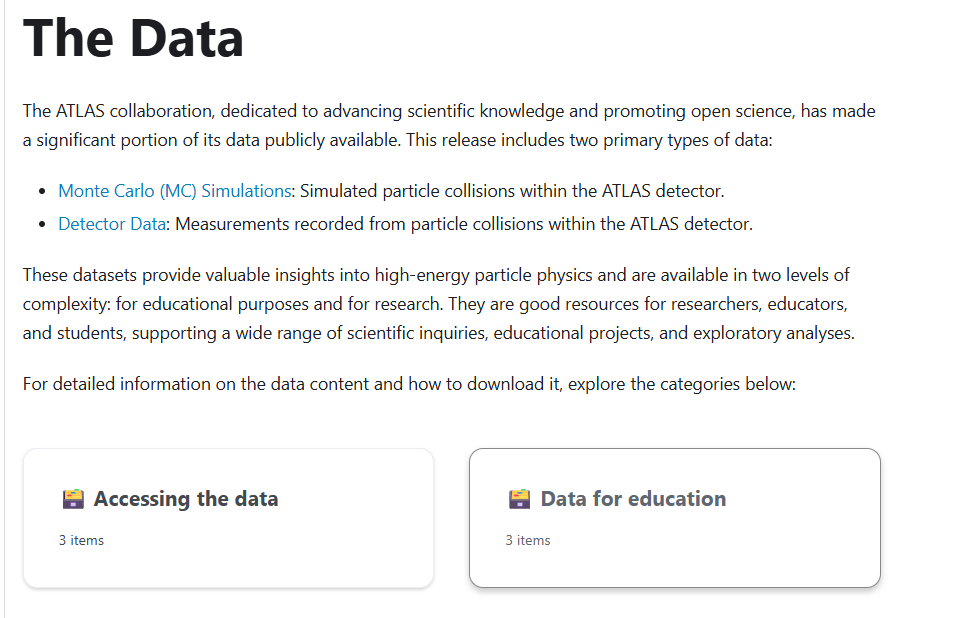 The Data
The ATLAS collaboration, dedicated to advancing scientific knowledge and promoting open science, has made
a significant portion of its data publicly available. This release includes two primary types of data:
• Monte Carlo (MC) Simulations: Simulated particle collisions within the ATLAS detector.
• Detector Data: Measurements recorded from particle collisions within the ATLAS detector.
These datasets provide valuable insights into high-energy particle physics and are available in two levels of
complexity: for educational purposes and for research. They are good resources for researchers, educators,
and students, supporting a wide range of scientific inquiries, educational projects, and exploratory analyses.
For detailed information on the data content and how to download it, explore the categories below:
Accessing the data
3 items
Data for education
3 items